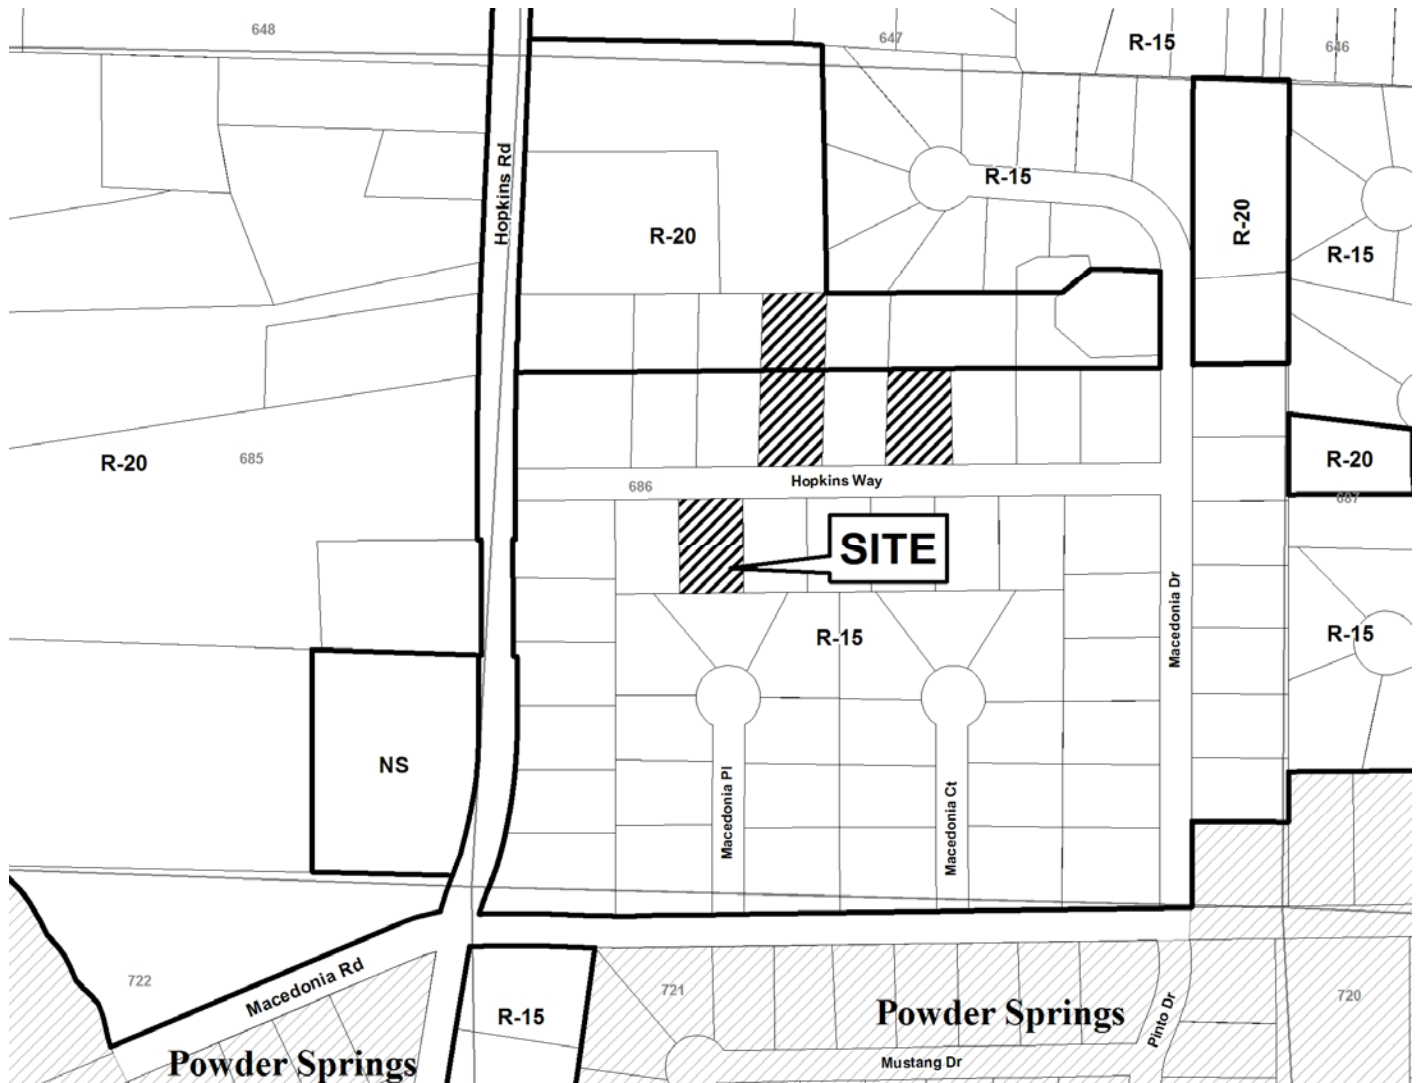 648
647
R-15
646
Hopkins Rd
R-15
R-20
R-20
R-15
R-20
685
R-20
Hopkins Way
686
687
SITE
Macedonia Dr
R-15
R-15
NS
Macedonia Pl
Macedonia Ct
722
Macedonia Rd
721
720
Powder Springs
R-15
Pinto Dr
Powder Springs
Mustang Dr